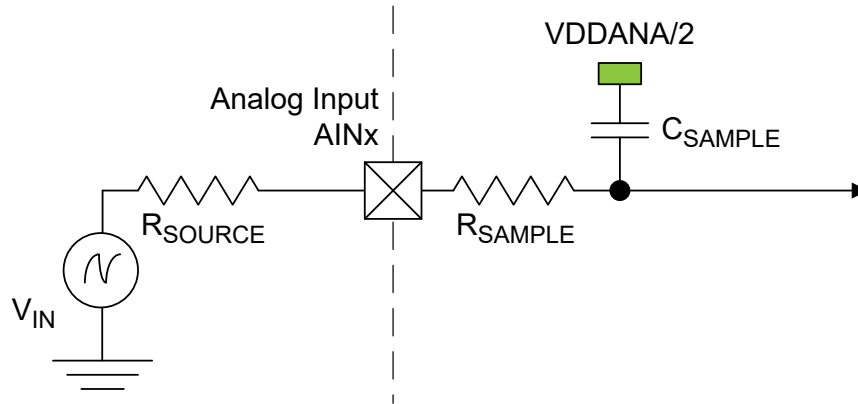 VDDANA/2
Analog Input
AINx
CSAMPLE
RSOURCE
RSAMPLE
VIN